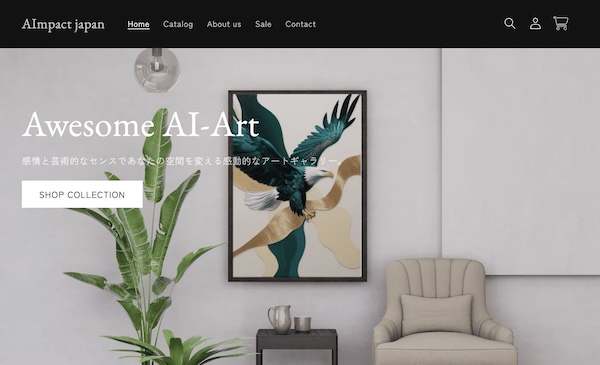 AImpact japan
Home
Catalog
About us
Sale
Contact
Awesome AI-Art
感情と芸術的なセンスであなたの空間を変える感動的なアートギャラリー。
SHOP COLLECTION